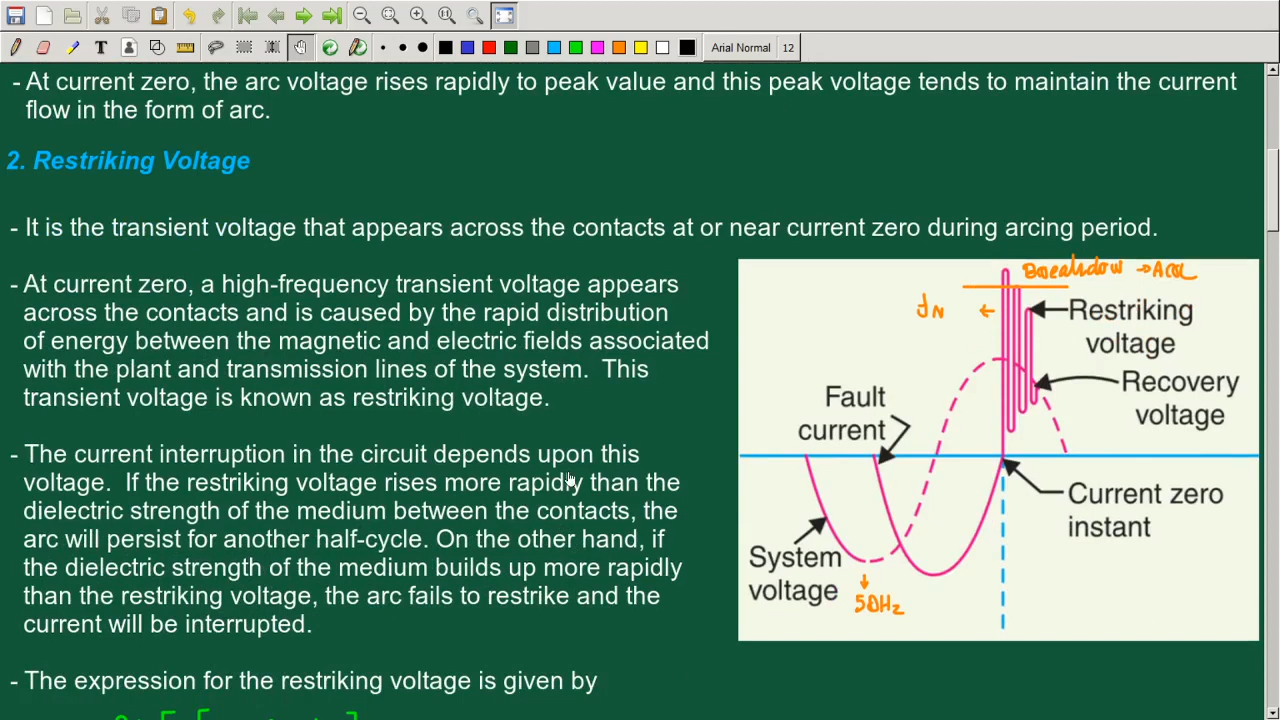 Arial Normal 12
- At current zero, the arc voltage rises rapidly to peak value and this peak voltage tends to maintain the current
flow in the form of arc.
2. Restriking Voltage
- It is the transient voltage that appears across the contacts at or near current zero during arcing period.
- At current zero, a high-frequency transient voltage appears
across the contacts and is caused by the rapid distribution
of energy between the magnetic and electric fields associated
with the plant and transmission lines of the system. This
transient voltage is known as restriking voltage.
- The current interruption in the circuit depends upon this
voltage. If the restriking voltage rises more rapidly than the
dielectric strength of the medium between the contacts, the
arc will persist for another half-cycle. On the other hand, if
the dielectric strength of the medium builds up more rapidly
than the restriking voltage, the arc fails to restrike and the
current will be interrupted.
- The expression for the restriking voltage is given by
Restriking
voltage
Recovery
voltage
Fault
current
Current zero
instant
System
voltage
50Hz